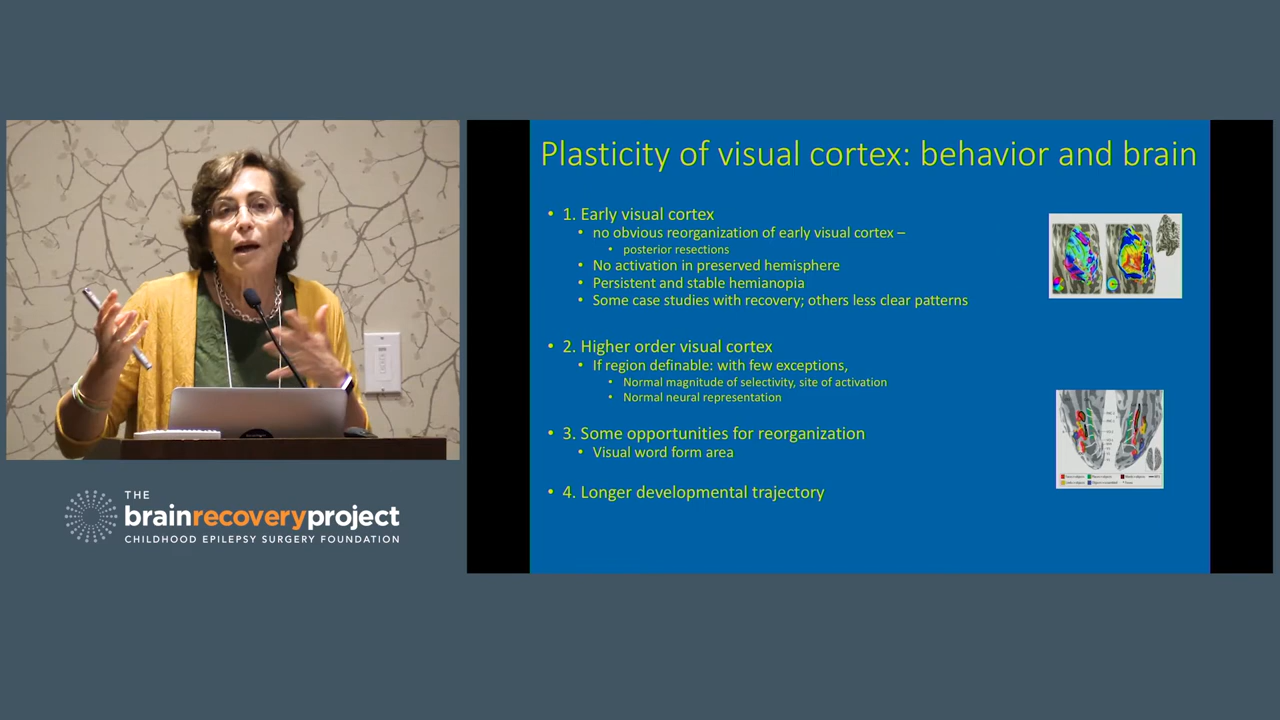 Plasticity of visual cortex: behavior and brain
• 1. Early visual cortex
• no obvious reorganization of early visual cortex –
• posterior resections
• No activation in preserved hemisphere
• Persistent and stable hemianopia
• Some case studies with recovery; others less clear patterns
• 2. Higher order visual cortex
• If region definable: with few exceptions,
• Normal magnitude of selectivity, site of activation
• Normal neural representation
• 3. Some opportunities for reorganization
• Visual word form area
• 4. Longer developmental trajectory
THE
brainrecoveryproject
CHILDHOOD EPILEPSY SURGERY FOUNDATION